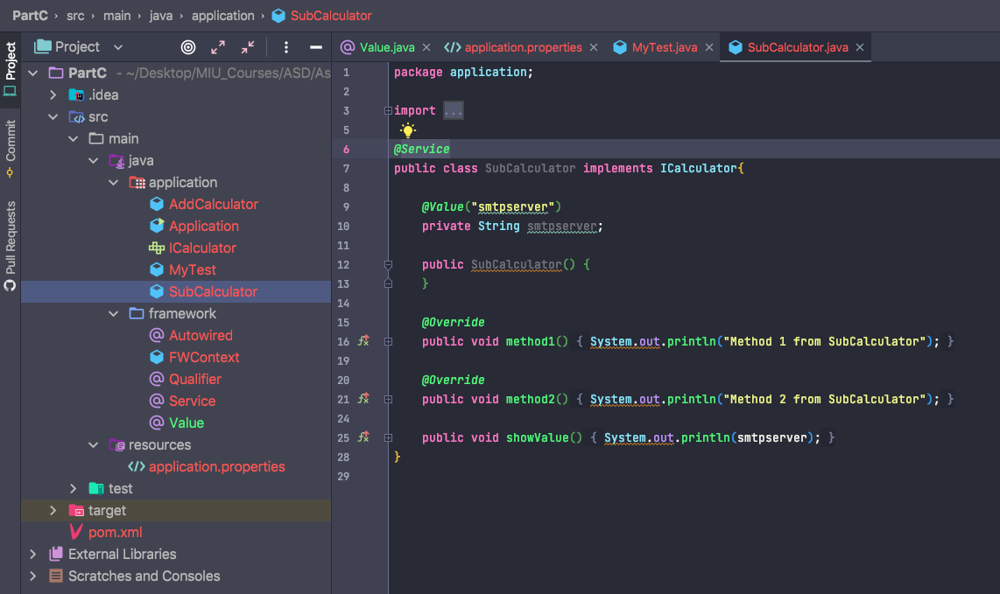 PartC › src › main › java › application › SubCalculator
Project
Commit
Pull Requests
Project
PartC - ~/Desktop/MIU_Courses/ASD/As
.idea
src
main
java
application
AddCalculator
Application
ICalculator
MyTest
SubCalculator
framework
Autowired
FWContext
Qualifier
Service
Value
resources
application.properties
test
target
pom.xml
External Libraries
Scratches and Consoles
Value.java × application.properties × MyTest.java × SubCalculator.java ×
1 package application;
2
3 import ...
5
6 @Service
7 public class SubCalculator implements ICalculator{
8
9 @Value("smtpserver")
10 private String smtpserver;
11
12 public SubCalculator() {
13 }
14
15 @Override
16 public void method1() { System.out.println("Method 1 from SubCalculator"); }
19
20 @Override
21 public void method2() { System.out.println("Method 2 from SubCalculator"); }
24
25 public void showValue() { System.out.println(smtpserver); }
28 }
29